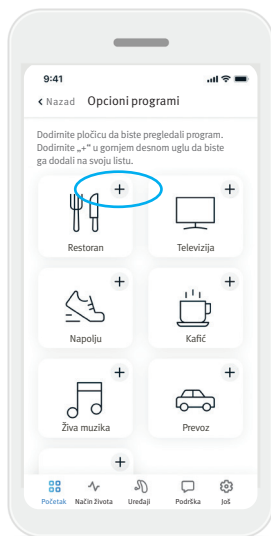 9:41
Nazad Opcioni programi
Dodirnite pločicu da biste pregledali program.
Dodirnite „+“ u gornjem desnom uglu da biste
ga dodali na svoju listu.
+ +
Restoran Televizija
+ +
Napolju Kafić
+ +
Živa muzika Prevoz
+
Početak Način života Uređaji Podrška Još